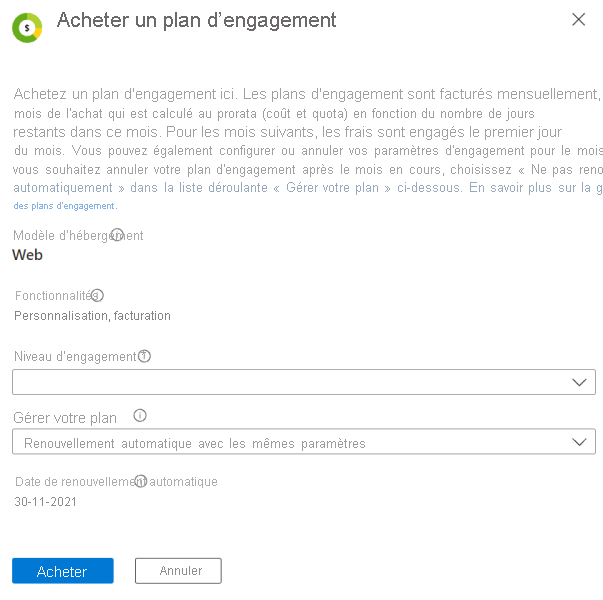 Acheter un plan d'engagement
Achetez un plan d'engagement ici. Les plans d'engagement sont facturés mensuellement,
mois de l'achat qui est calculé au prorata (coût et quota) en fonction du nombre de jours
restants dans ce mois. Pour les mois suivants, les frais sont engagés le premier jour
du mois. Vous pouvez également configurer ou annuler vos paramètres d'engagement pour le mois
vous souhaitez annuler votre plan d'engagement après le mois en cours, choisissez « Ne pas reno
automatiquement » dans la liste déroulante « Gérer votre plan » ci-dessous. En savoir plus sur la g
des plans d'engagement.
Modèle d'hébergement
Web
Fonctionnalités
Personnalisation, facturation
Niveau d'engagement
Gérer votre plan
Renouvellement automatique avec les mêmes paramètres
Date de renouvellement automatique
30-11-2021
Acheter
Annuler